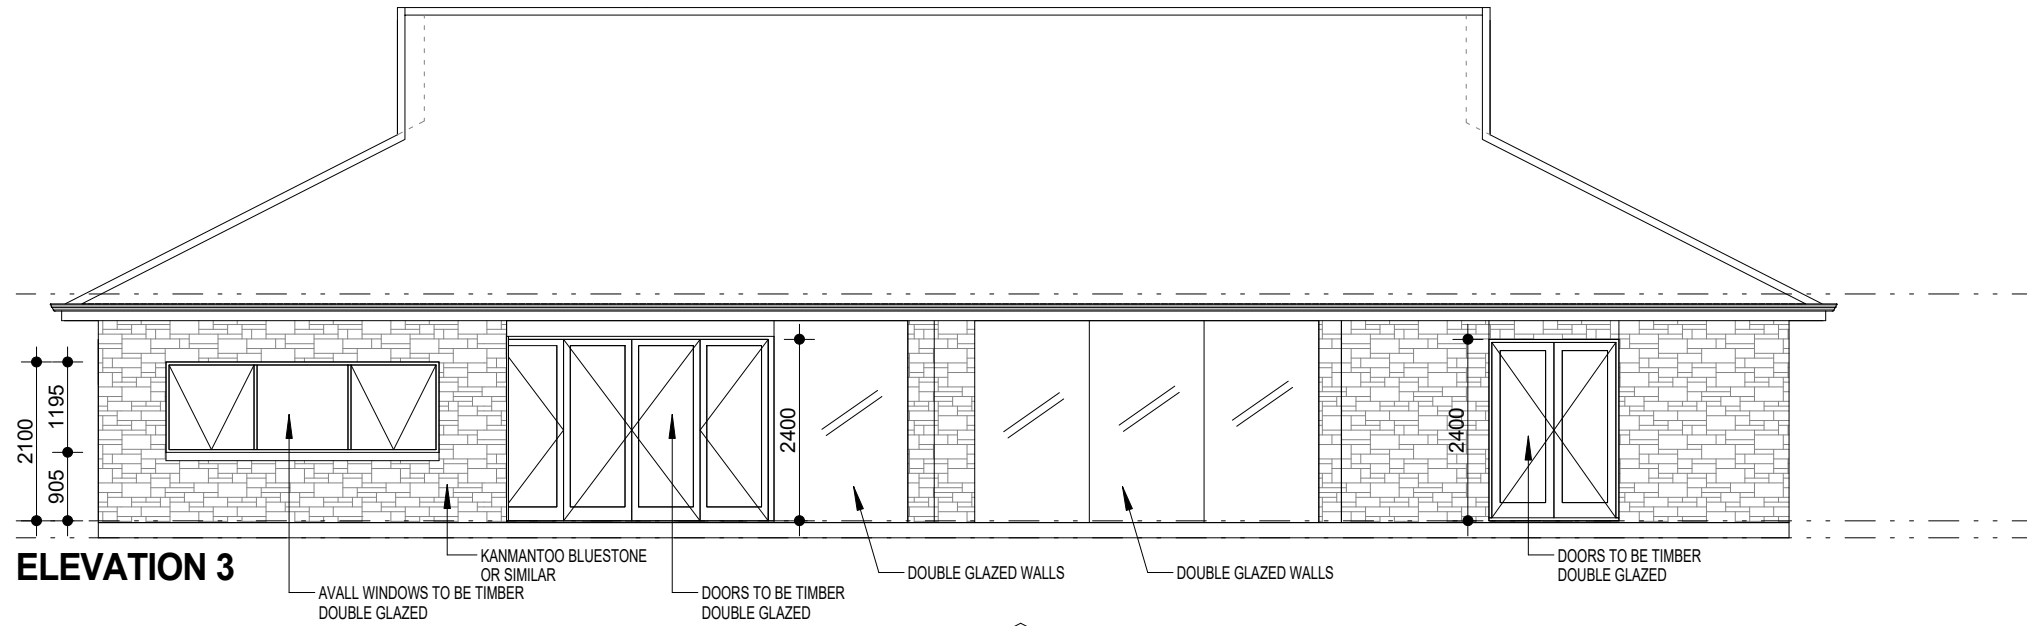 2100
1195
905
2400
2400
ELEVATION 3
KANMANTOO BLUESTONE
OR SIMILAR
AVALL WINDOWS TO BE TIMBER
DOUBLE GLAZED
DOORS TO BE TIMBER
DOUBLE GLAZED
DOUBLE GLAZED WALLS
DOUBLE GLAZED WALLS
DOORS TO BE TIMBER
DOUBLE GLAZED